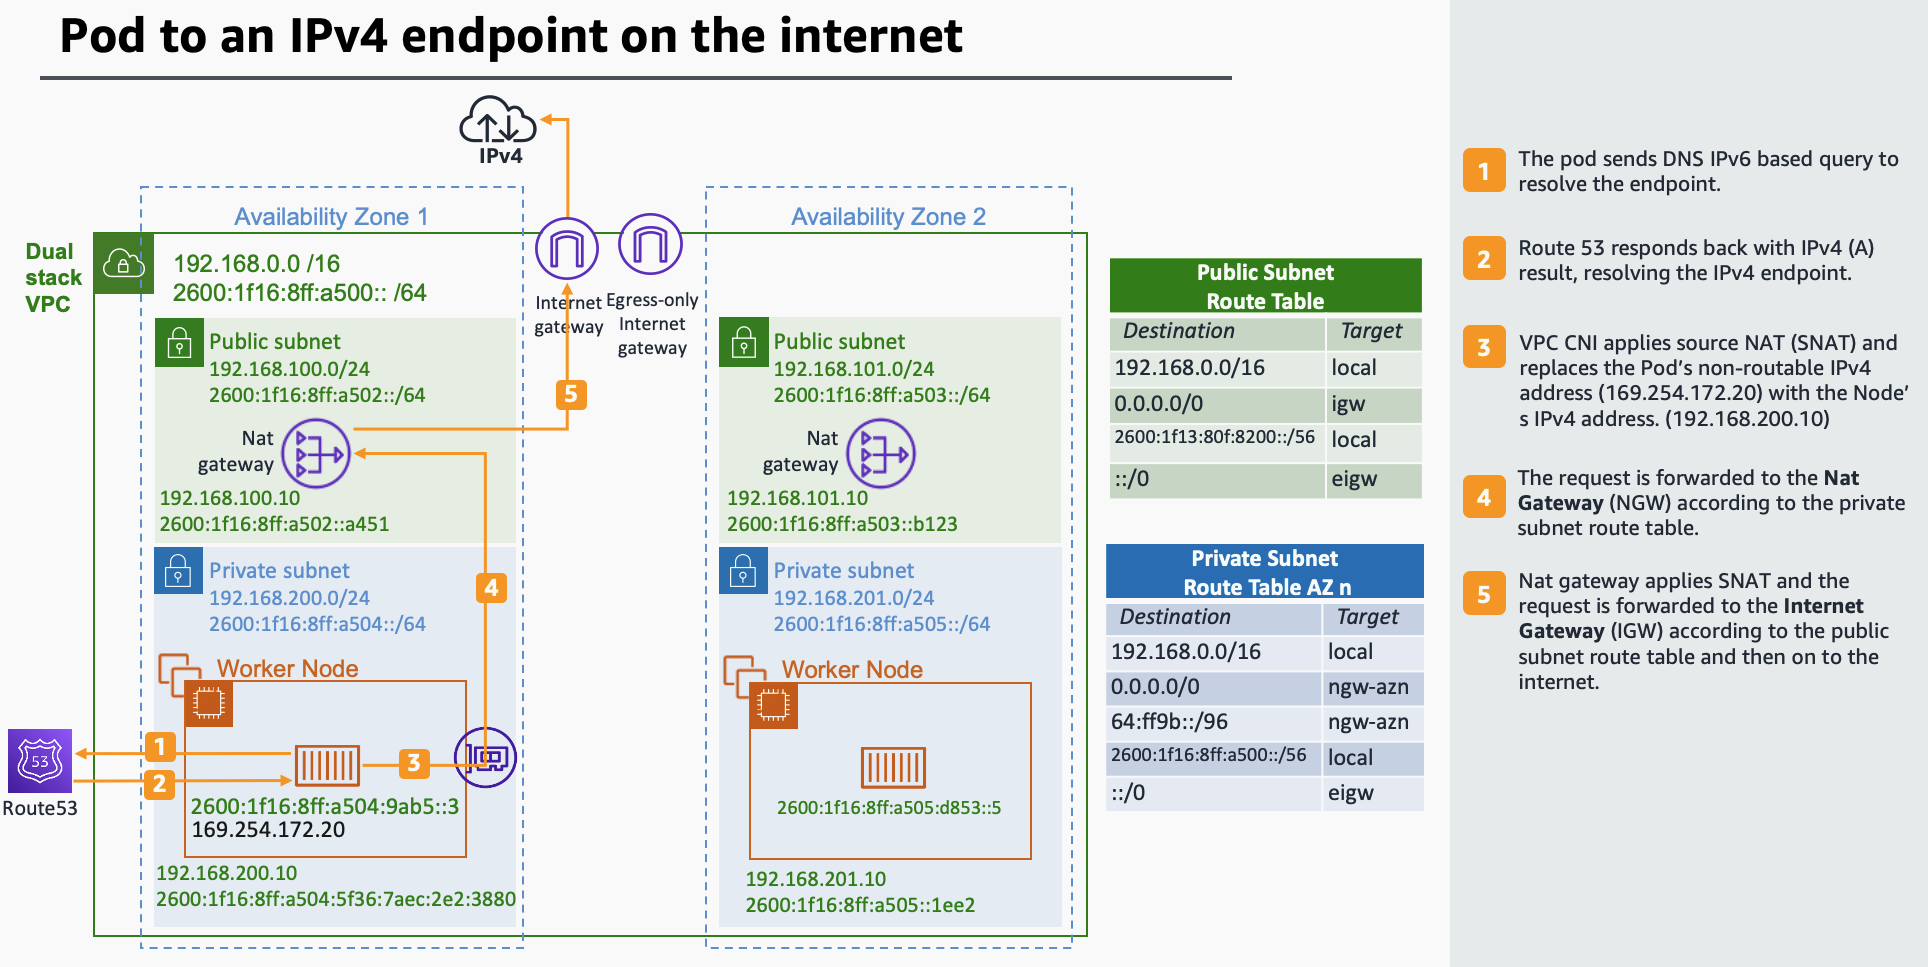 Pod to an IPv4 endpoint on the internet
IPv4
Availability Zone 1
Availability Zone 2
Dual
stack
VPC
192.168.0.0 /16
2600:1f16:8ff:a500:: /64
Internet
gateway
Egress-only
Internet
gateway
Public subnet
192.168.100.0/24
2600:1f16:8ff:a502::/64
5
Nat
gateway
192.168.100.10
2600:1f16:8ff:a502::a451
Private subnet
192.168.200.0/24
2600:1f16:8ff:a504::/64
4
Worker Node
53
Route53
1
2
3
2600:1f16:8ff:a504:9ab5::3
169.254.172.20
192.168.200.10
2600:1f16:8ff:a504:5f36:7aec:2e2:3880
Public subnet
192.168.101.0/24
2600:1f16:8ff:a503::/64
Nat
gateway
192.168.101.10
2600:1f16:8ff:a503::b123
Private subnet
192.168.201.0/24
2600:1f16:8ff:a505::/64
Worker Node
2600:1f16:8ff:a505:d853::5
192.168.201.10
2600:1f16:8ff:a505::1ee2
Public Subnet
Route Table
Destination Target
192.168.0.0/16 local
0.0.0.0/0 igw
2600:1f13:80f:8200::/56 local
::/0 eigw
Private Subnet
Route Table AZ n
Destination Target
192.168.0.0/16 local
0.0.0.0/0 ngw-azn
64:ff9b::/96 ngw-azn
2600:1f16:8ff:a500::/56 local
::/0 eigw
1 The pod sends DNS IPv6 based query to
resolve the endpoint.
2 Route 53 responds back with IPv4 (A)
result, resolving the IPv4 endpoint.
3 VPC CNI applies source NAT (SNAT) and
replaces the Pod’s non-routable IPv4
address (169.254.172.20) with the Node’
s IPv4 address. (192.168.200.10)
4 The request is forwarded to the Nat
Gateway (NGW) according to the private
subnet route table.
5 Nat gateway applies SNAT and the
request is forwarded to the Internet
Gateway (IGW) according to the public
subnet route table and then on to the
internet.